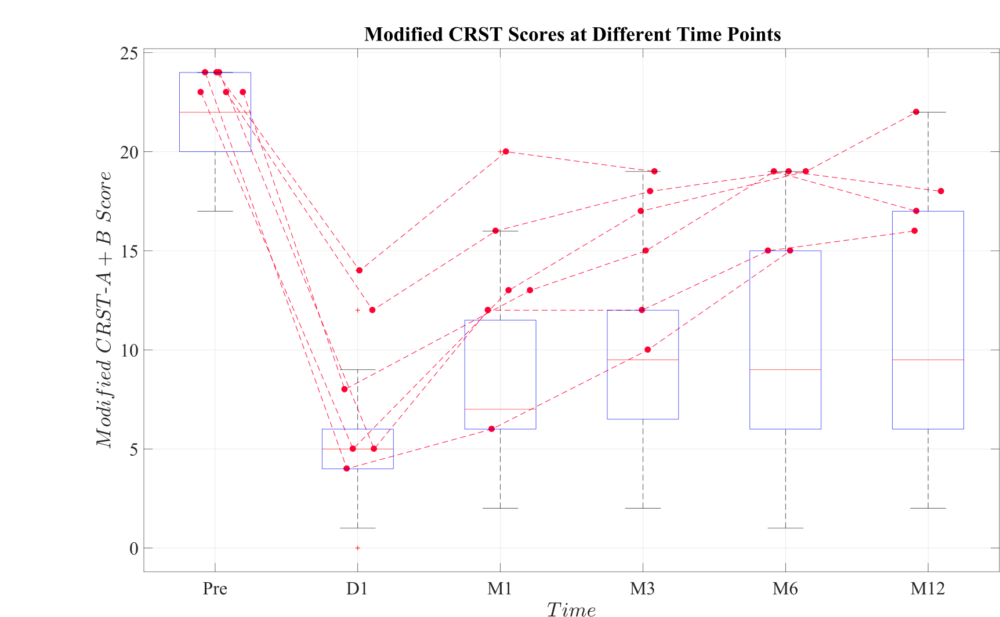 Modified CRST Scores at Different Time Points
Modified CRST-A + B Score
25
20
15
10
5
0
Pre D1 M1 M3 M6 M12
Time